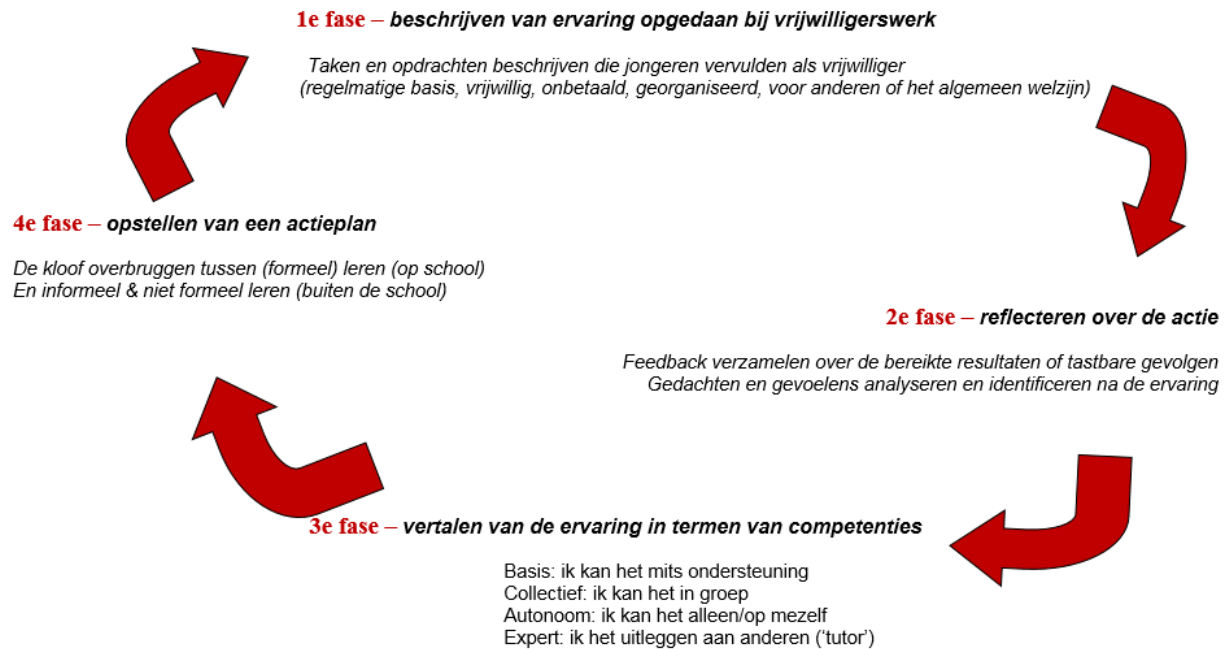 1e fase – beschrijven van ervaring opgedaan bij vrijwilligerswerk
Taken en opdrachten beschrijven die jongeren vervulden als vrijwilliger
(regelmatige basis, vrijwillig, onbetaald, georganiseerd, voor anderen of het algemeen welzijn)
4e fase – opstellen van een actieplan
De kloof overbruggen tussen (formeel) leren (op school)
En informeel & niet formeel leren (buiten de school)
2e fase – reflecteren over de actie
Feedback verzamelen over de bereikte resultaten of tastbare gevolgen
Gedachten en gevoelens analyseren en identificeren na de ervaring
3e fase – vertalen van de ervaring in termen van competenties
Basis: ik kan het mits ondersteuning
Collectief: ik kan het in groep
Autonoom: ik kan het alleen/op mezelf
Expert: ik het uitleggen aan anderen (‘tutor’)